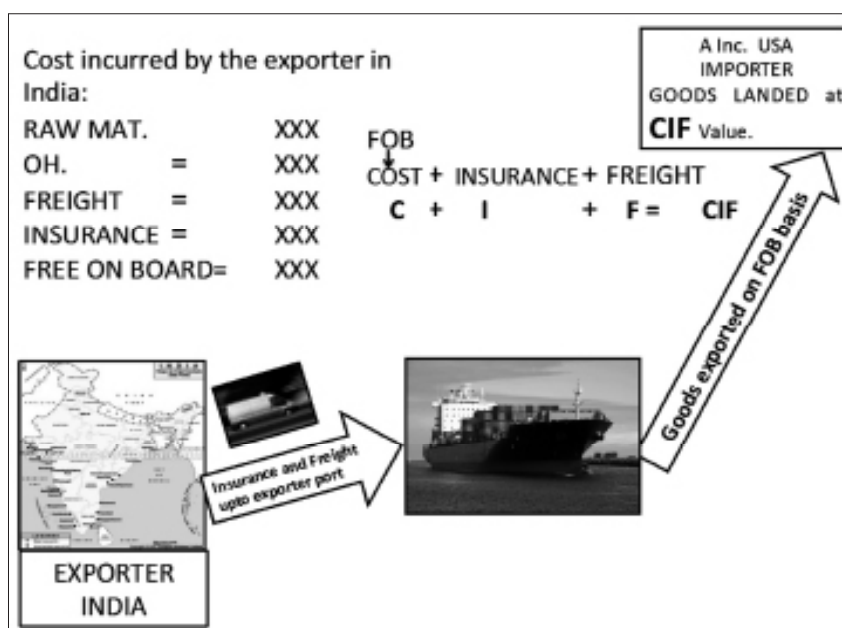 Cost incurred by the exporter in
India:
RAW MAT. XXX
OH. = XXX
FREIGHT = XXX
INSURANCE = XXX
FREE ON BOARD= XXX
FOB
COST + INSURANCE + FREIGHT
C + I + F = CIF
A Inc. USA
IMPORTER
GOODS LANDED at
CIF Value.
Goods exported on FOB basis
Insurance and Freight
upto exporter port
INDIA
EXPORTER
INDIA